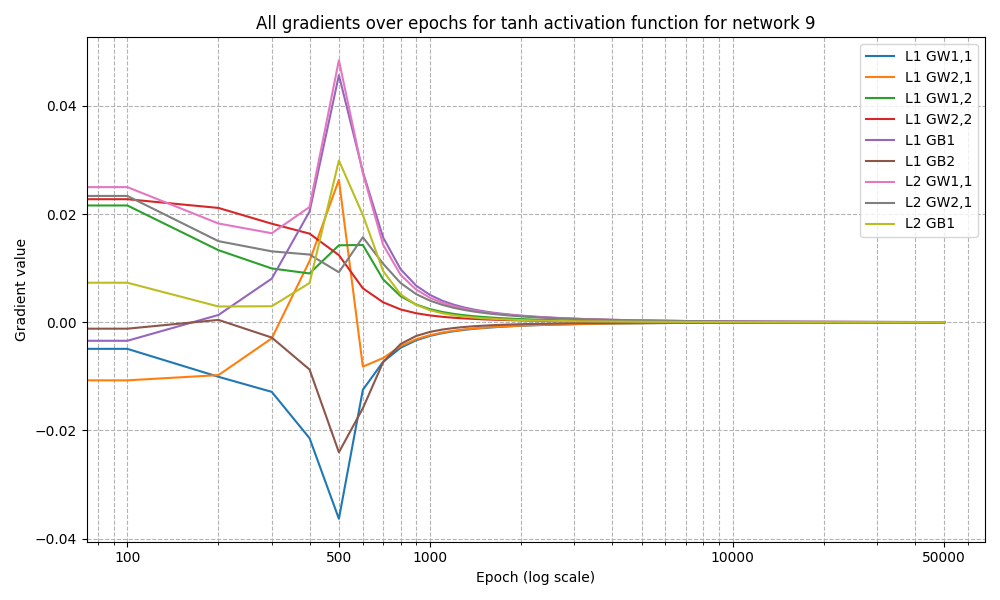 All gradients over epochs for tanh activation function for network 9
L1 GW1,1
L1 GW2,1
L1 GW1,2
L1 GW2,2
L1 GB1
L1 GB2
L2 GW1,1
L2 GW2,1
L2 GB1
Gradient value
0.04
0.02
0.00
−0.02
−0.04
100 500 1000 10000 50000
Epoch (log scale)